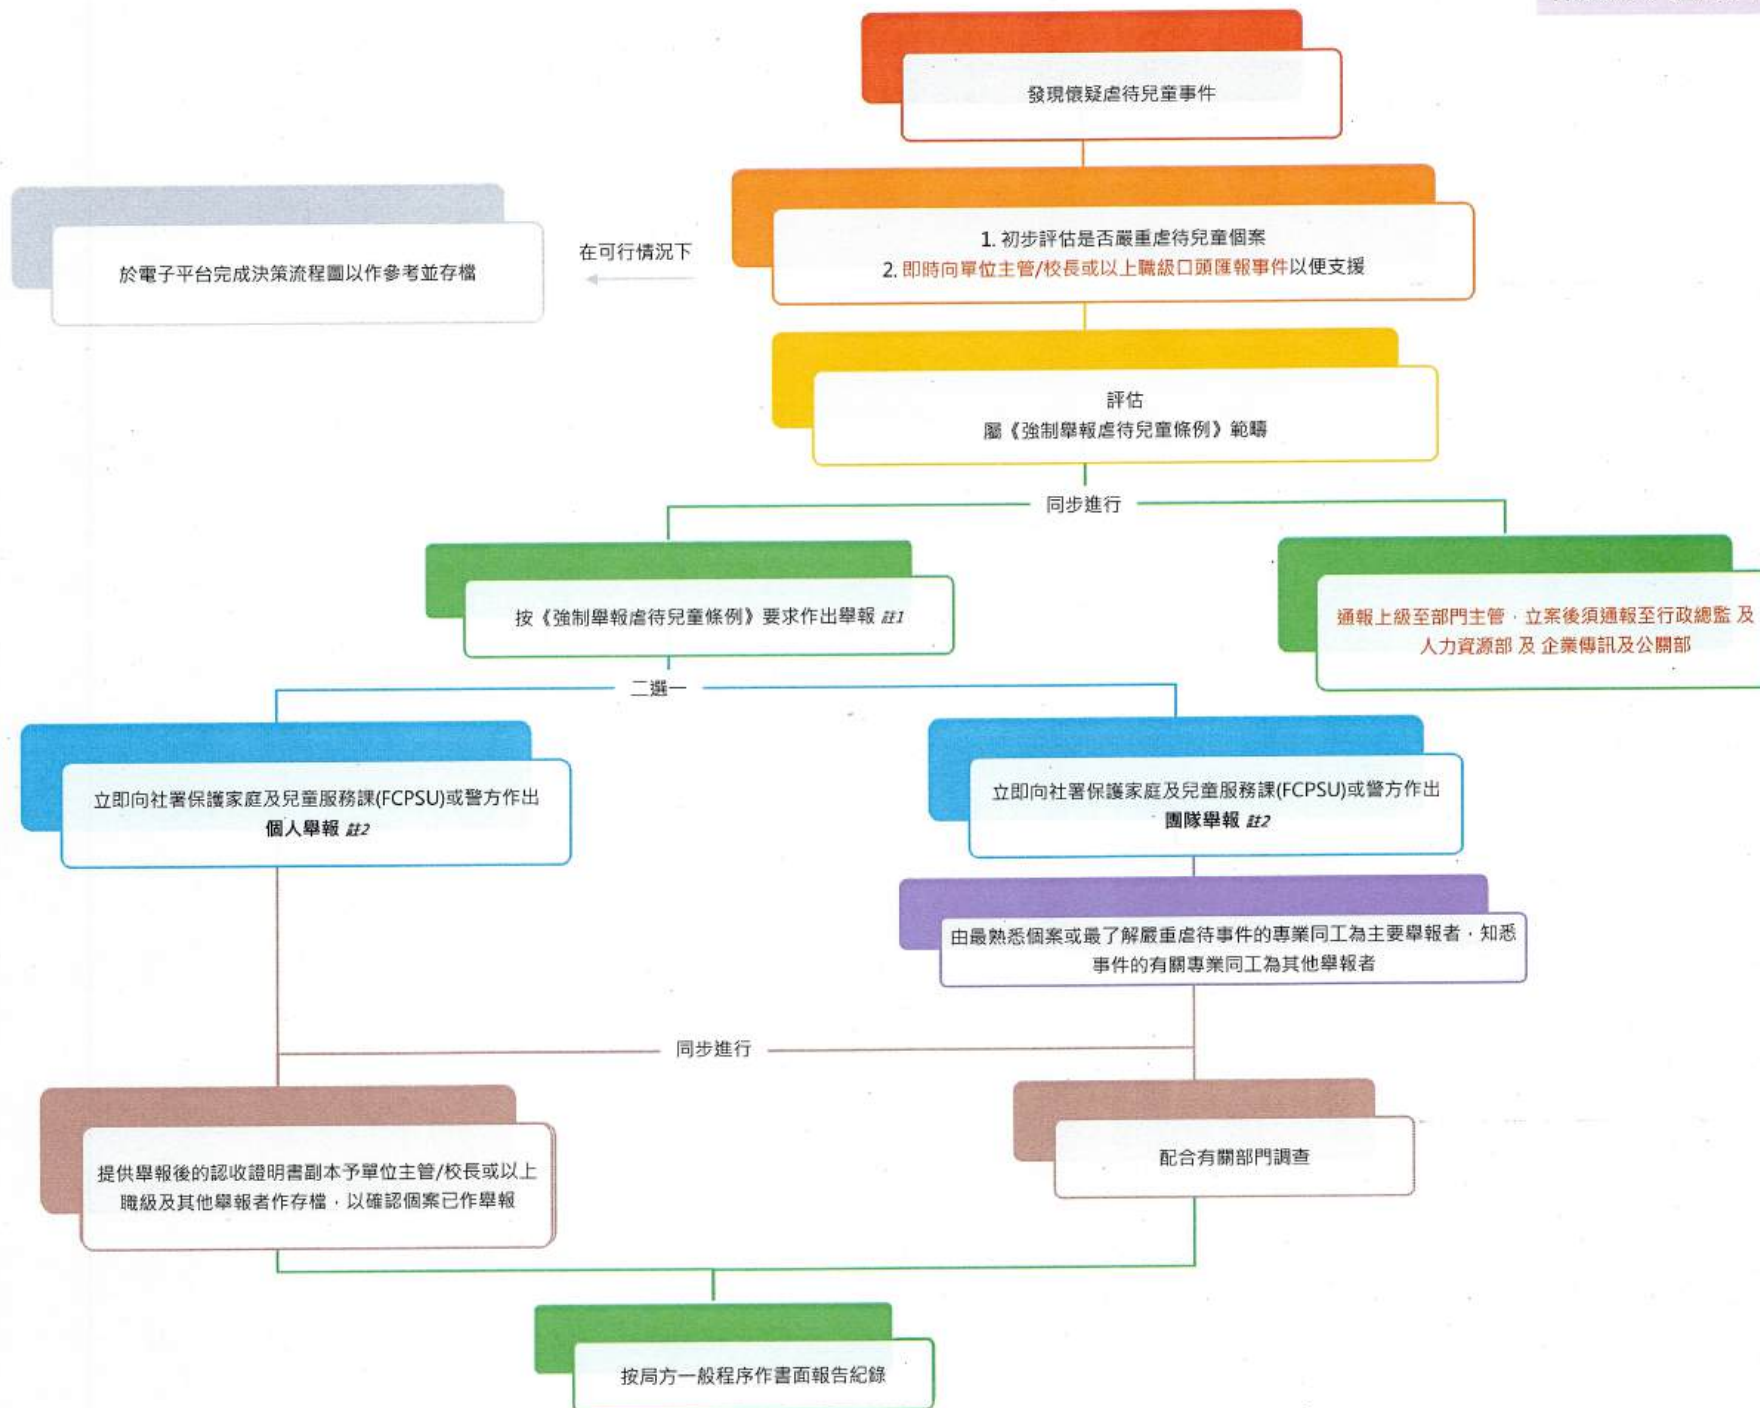 發現懷疑虐待兒童事件
1. 初步評估是否嚴重虐待兒童個案
2. 即時向單位主管/校長或以上職級口頭匯報事件以便支援
在可行情況下
於電子平台完成決策流程圖以作參考並存檔
評估
屬《強制舉報虐待兒童條例》範疇
同步進行
按《強制舉報虐待兒童條例》要求作出舉報 註1
通報上級至部門主管，立案後須通報至行政總監 及
人力資源部 及 企業傳訊及公關部
二選一
立即向社署保護家庭及兒童服務課(FCPSU)或警方作出
個人舉報 註2
立即向社署保護家庭及兒童服務課(FCPSU)或警方作出
團隊舉報 註2
由最熟悉個案或最了解嚴重虐待事件的專業同工為主要舉報者，知悉
事件的有關專業同工為其他舉報者
同步進行
提供舉報後的認收證明書副本予單位主管/校長或以上
職級及其他舉報者作存檔，以確認個案已作舉報
配合有關部門調查
按局方一般程序作書面報告紀錄